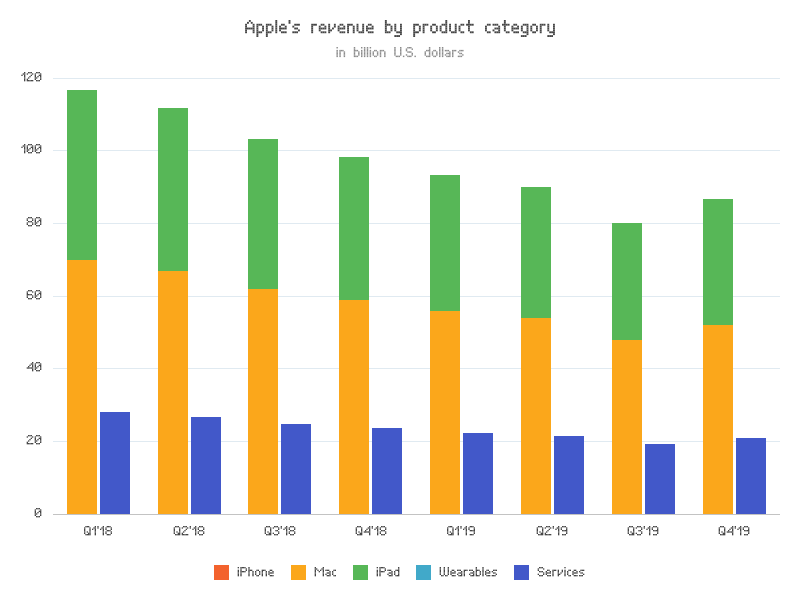 Apple's revenue by product category
in billion U.S. dollars
120
100
80
60
40
20
0
Q1'18 Q2'18 Q3'18 Q4'18 Q1'19 Q2'19 Q3'19 Q4'19
iPhone Mac iPad Wearables Services